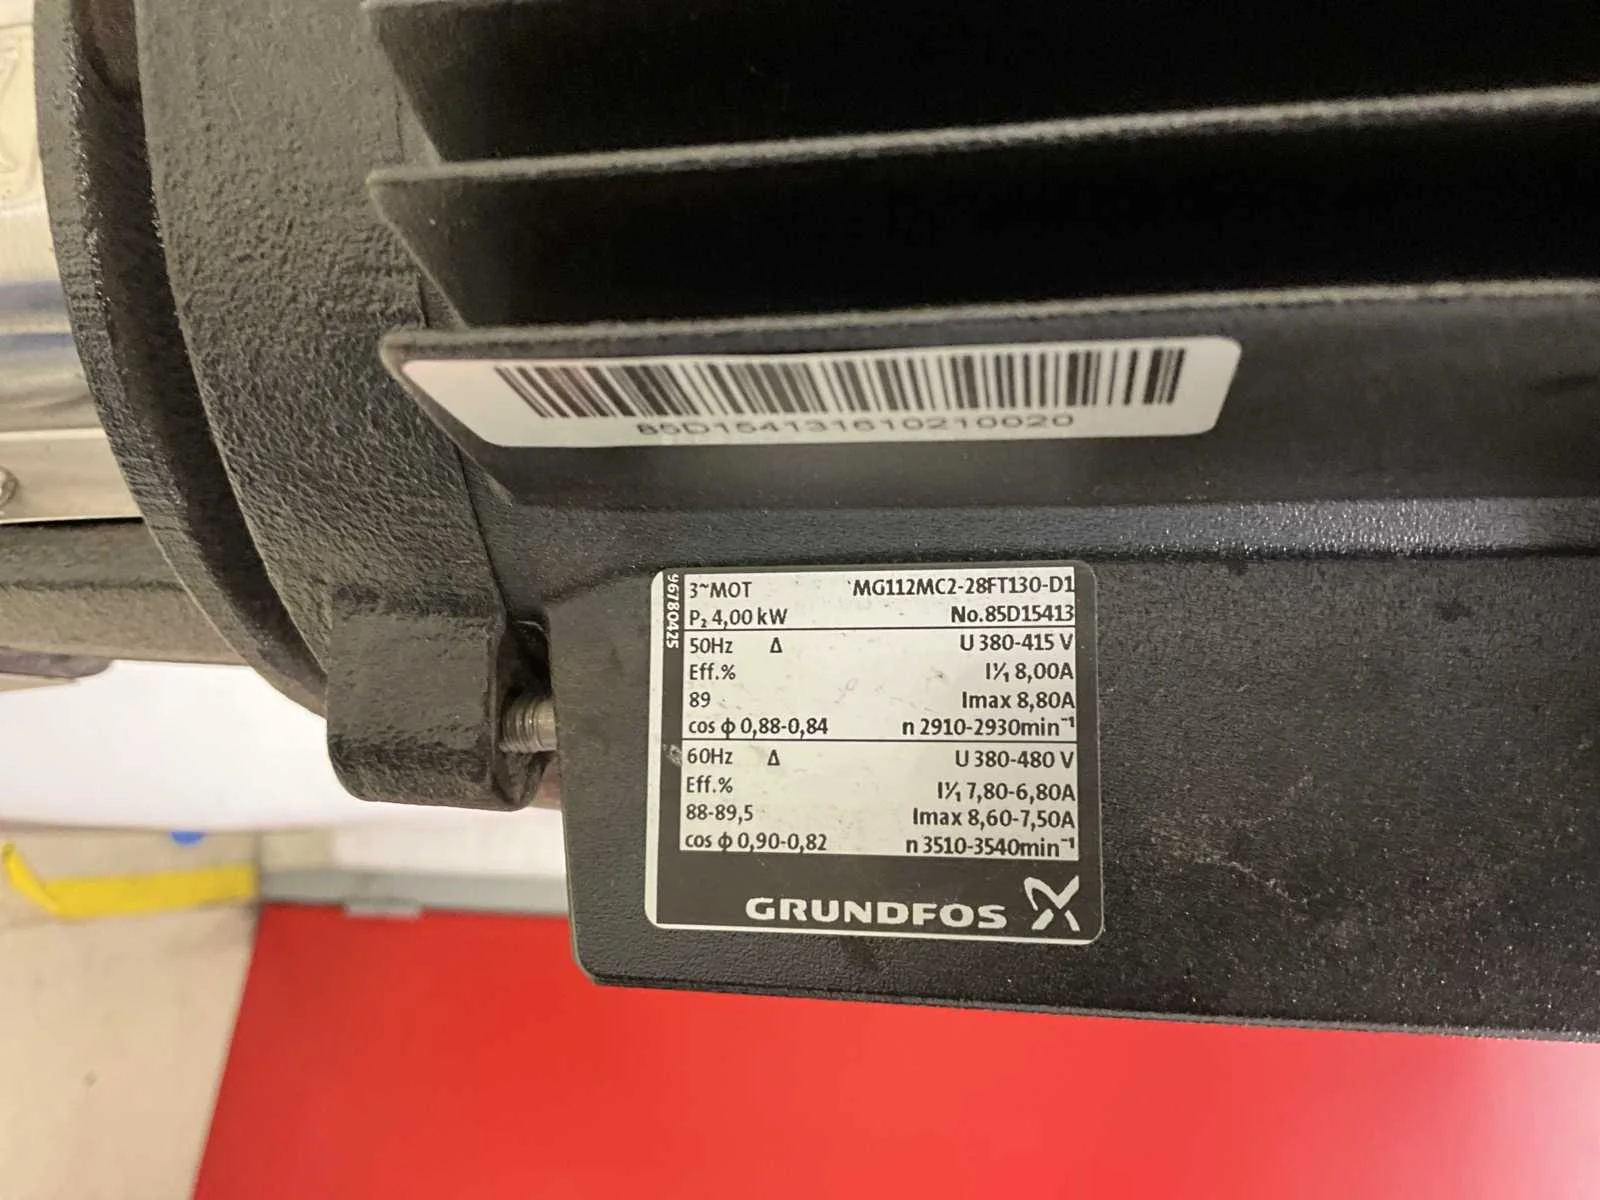 85D154131610210020
96780425
3~MOT MG112MC2-28FT130-D1
P₂ 4,00 kW No.85D15413
50Hz Δ U 380-415 V
Eff.% I¹⁄₁ 8,00A
89 Imax 8,80A
cos φ 0,88-0,84 n 2910-2930min⁻¹
60Hz Δ U 380-480 V
Eff.% I¹⁄₁ 7,80-6,80A
88-89,5 Imax 8,60-7,50A
cos φ 0,90-0,82 n 3510-3540min⁻¹
GRUNDFOS